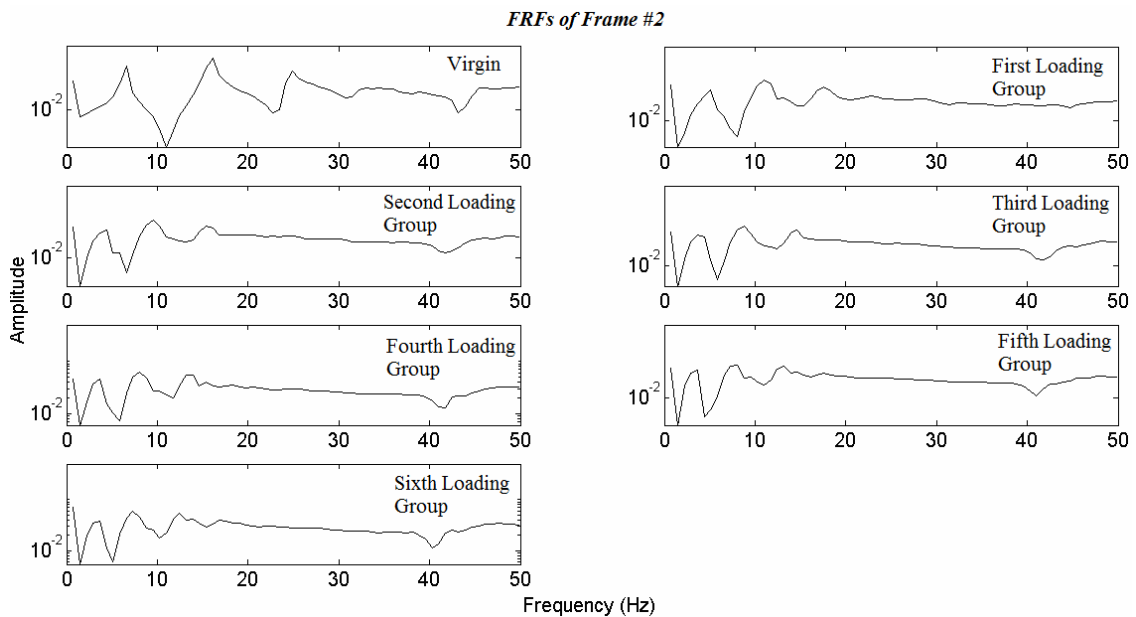 FRFs of Frame #2
Virgin
10-2
0 10 20 30 40 50
First Loading
Group
10-2
0 10 20 30 40 50
Second Loading
Group
10-2
0 10 20 30 40 50
Third Loading
Group
10-2
0 10 20 30 40 50
Amplitude
Fourth Loading
Group
10-2
0 10 20 30 40 50
Fifth Loading
Group
10-2
0 10 20 30 40 50
Sixth Loading
Group
10-2
0 10 20 30 40 50
Frequency (Hz)